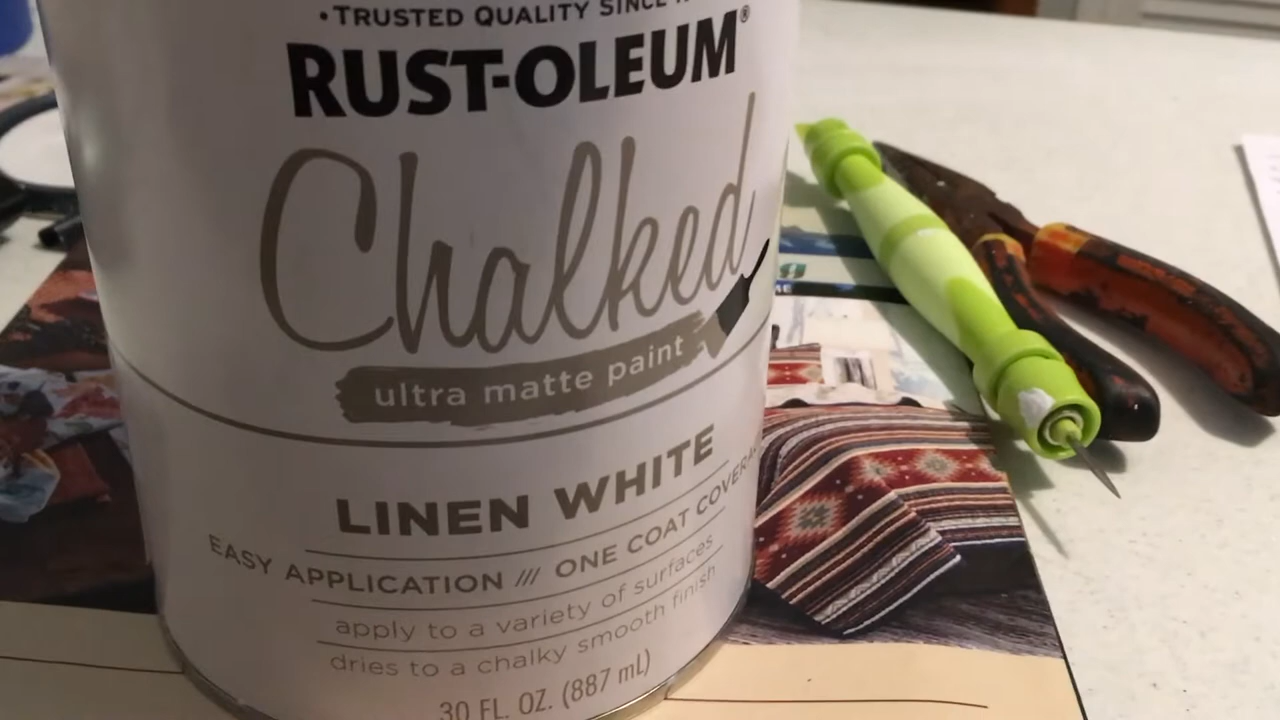 •TRUSTED QUALITY SINCE
RUST-OLEUM®
Chalked
ultra matte paint
LINEN WHITE
EASY APPLICATION /// ONE COAT
apply to a variety of surfaces
dries to a chalky smooth finish
30 FL. OZ. (887 mL)